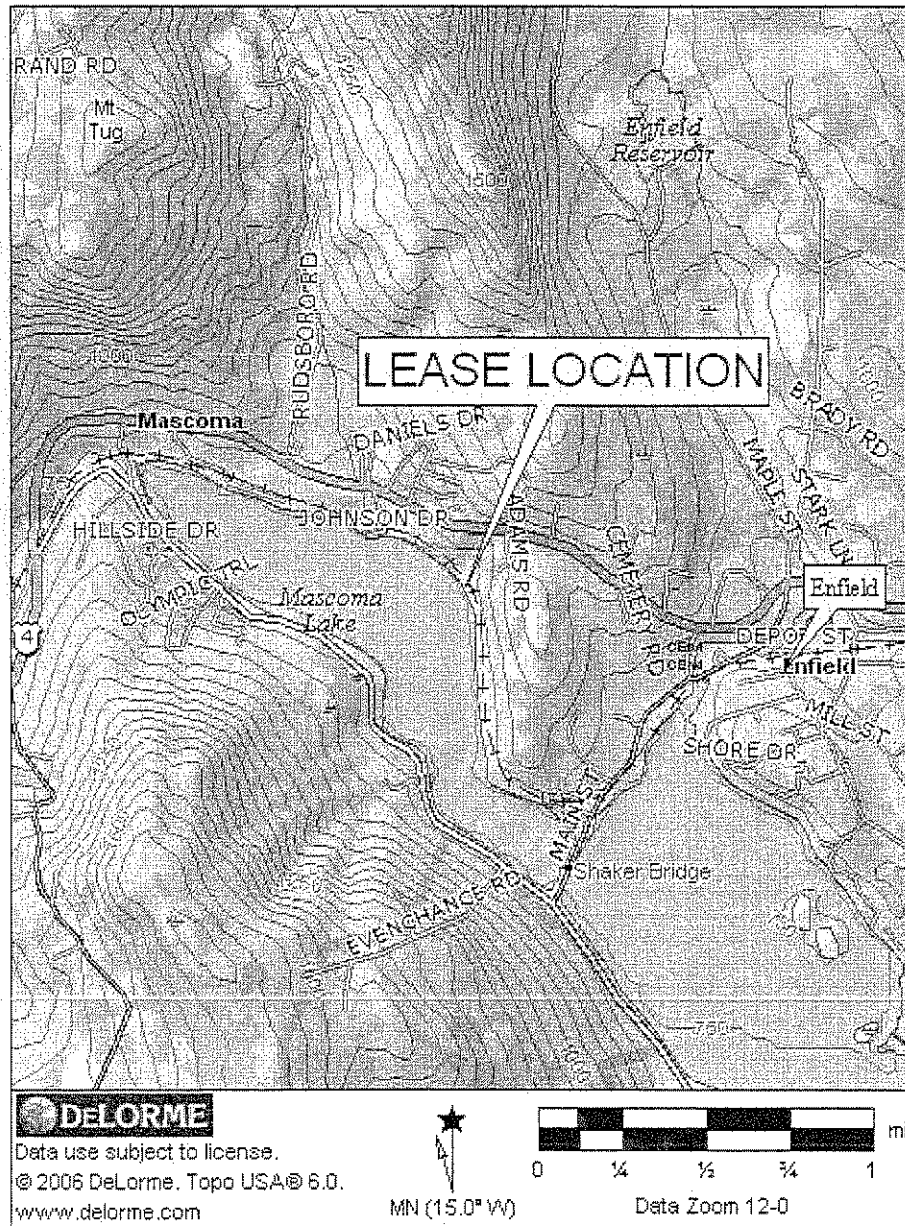 RAND RD
Mt
Tug
Enfield
Reservoir
1500
RUDSBORO RD
LEASE LOCATION
Mascoma
DANIELS DR
BRADY RD
MAPLE ST
STARK LN
HILLSIDE DR
JOHNSON DR
ADAMS RD
CEMETERY RD
OLYMPIC TRL
Mascoma
Lake
Enfield
4
DEPOT ST
CEM
CEM
Enfield
MILL ST
SHORE DR
MAIN ST
Shaker Bridge
EVENCHANCE RD
750
DELORME
Data use subject to license.
© 2006 DeLorme. Topo USA® 6.0.
www.delorme.com
MN (15.0° W)
mi
0 ¼ ½ ¾ 1
Data Zoom 12-0